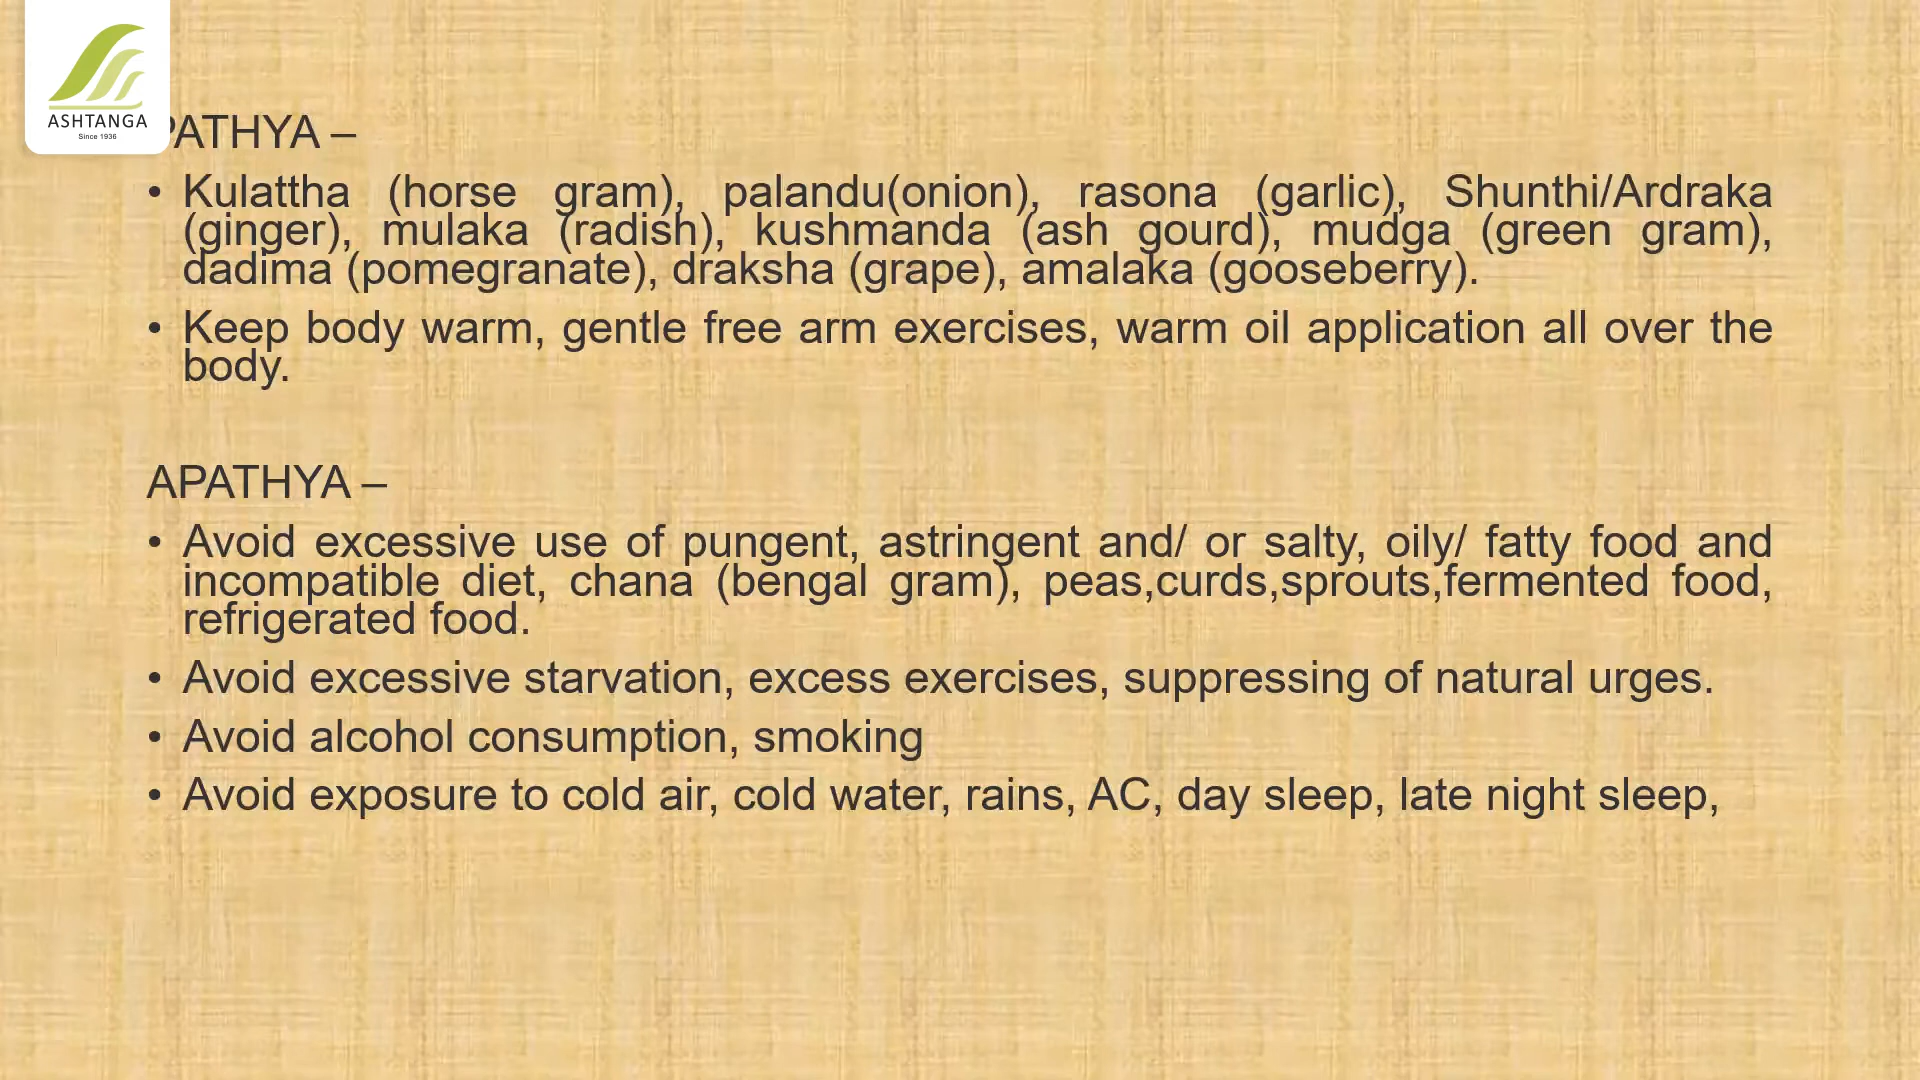 ASHTANGA
Since 1936
PATHYA –
• Kulattha (horse gram), palandu(onion), rasona (garlic), Shunthi/Ardraka
(ginger), mulaka (radish), kushmanda (ash gourd), mudga (green gram),
dadima (pomegranate), draksha (grape), amalaka (gooseberry).
• Keep body warm, gentle free arm exercises, warm oil application all over the
body.
APATHYA –
• Avoid excessive use of pungent, astringent and/ or salty, oily/ fatty food and
incompatible diet, chana (bengal gram), peas,curds,sprouts,fermented food,
refrigerated food.
• Avoid excessive starvation, excess exercises, suppressing of natural urges.
• Avoid alcohol consumption, smoking
• Avoid exposure to cold air, cold water, rains, AC, day sleep, late night sleep,